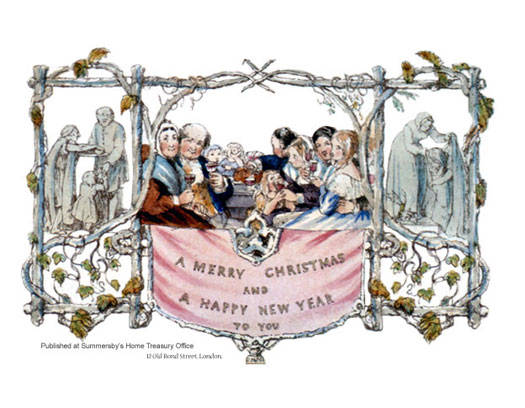 A MERRY CHRISTMAS
AND
A HAPPY NEW YEAR
TO YOU
Published at Summersby's Home Treasury Office
12 Old Bond Street, London.